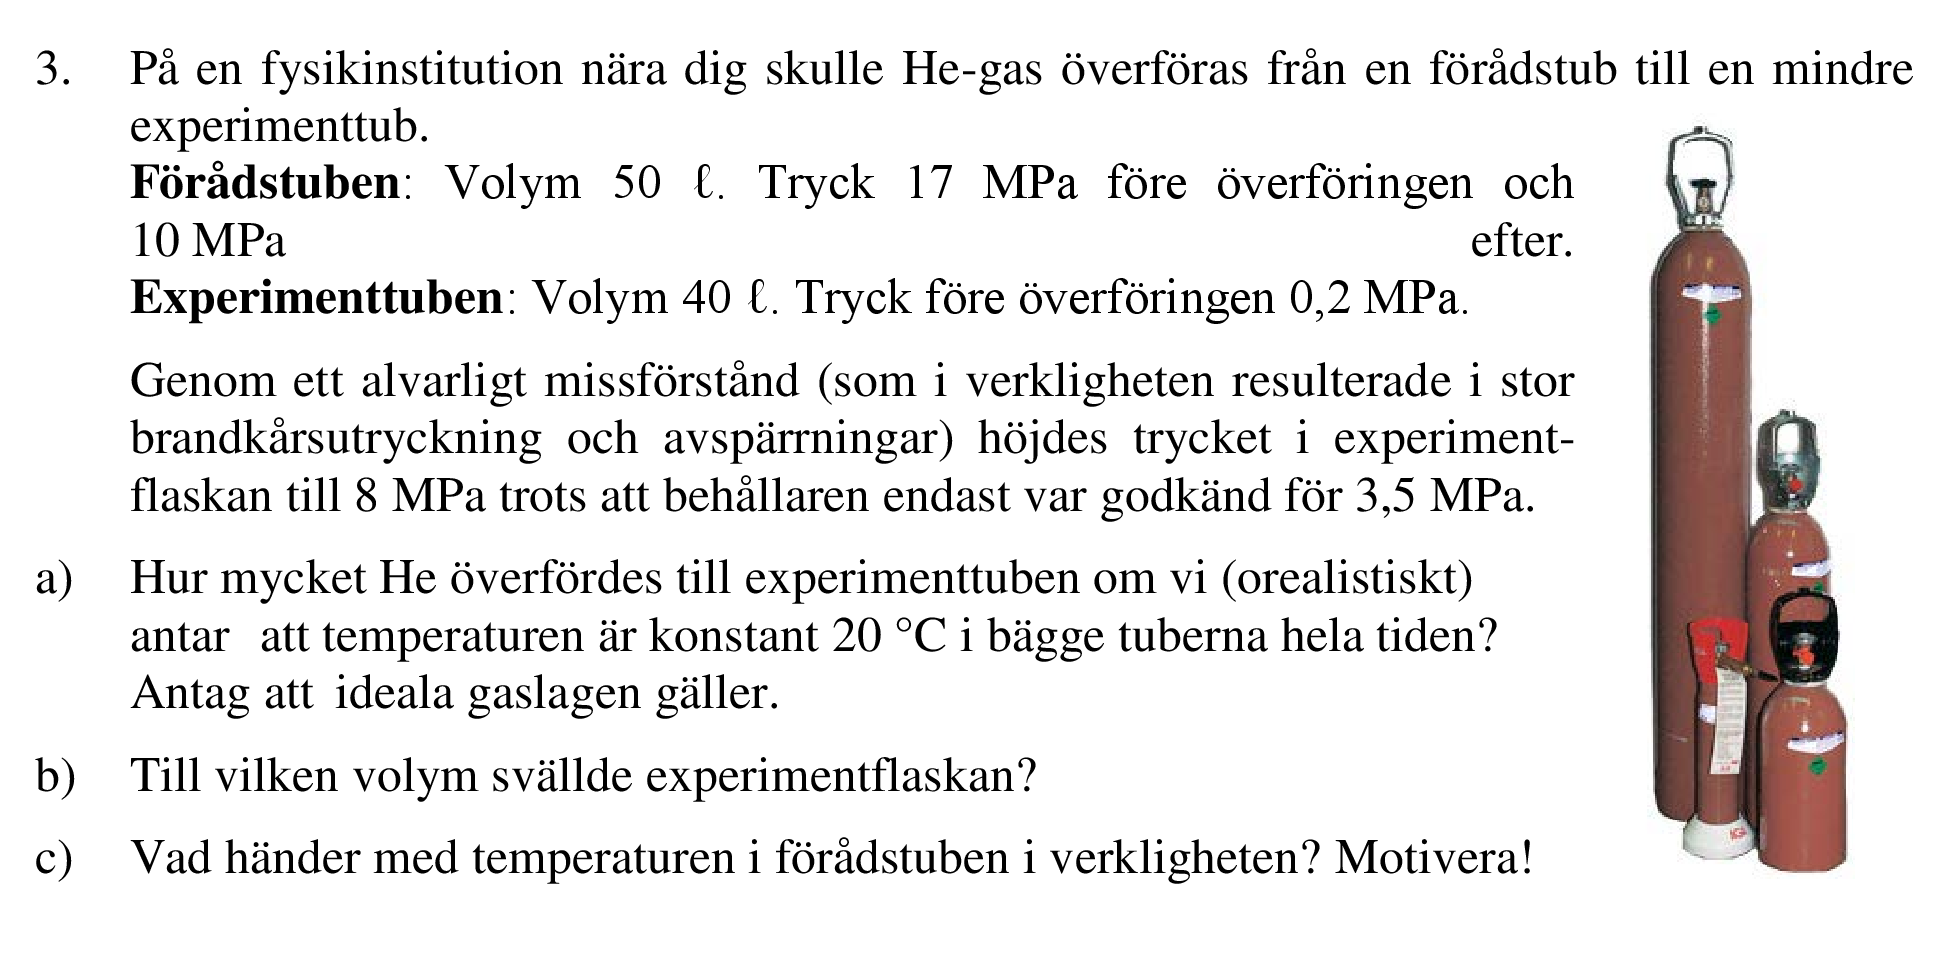 3. På en fysikinstitution nära dig skulle He-gas överföras från en förådstub till en mindre
experimenttub.
Förådstuben: Volym 50 ℓ. Tryck 17 MPa före överföringen och
10 MPa efter.
Experimenttuben: Volym 40 ℓ. Tryck före överföringen 0,2 MPa.
Genom ett alvarligt missförstånd (som i verkligheten resulterade i stor
brandkårsutryckning och avspärrningar) höjdes trycket i experiment-
flaskan till 8 MPa trots att behållaren endast var godkänd för 3,5 MPa.
a) Hur mycket He överfördes till experimenttuben om vi (orealistiskt)
antar att temperaturen är konstant 20 °C i bägge tuberna hela tiden?
Antag att ideala gaslagen gäller.
b) Till vilken volym svällde experimentflaskan?
c) Vad händer med temperaturen i förådstuben i verkligheten? Motivera!